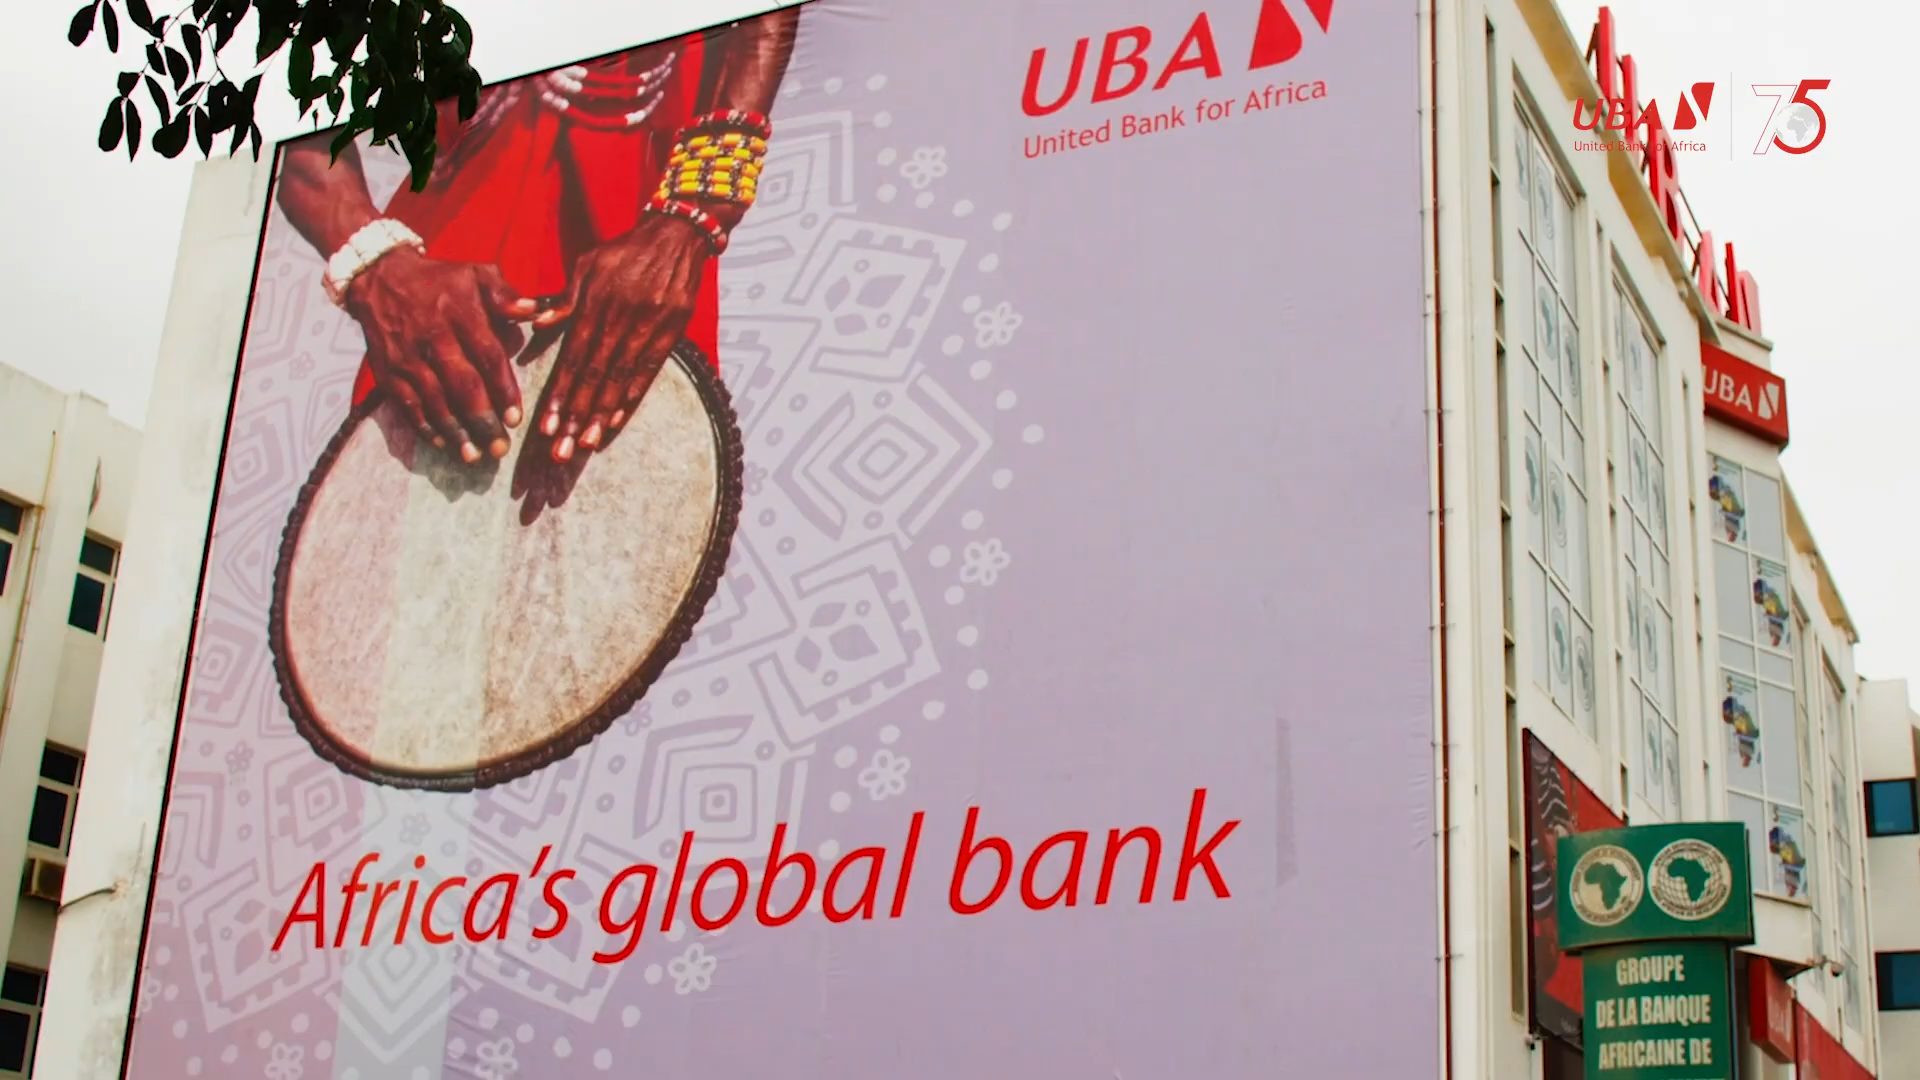 UBA
United Bank for Africa
UBA
United Bank for Africa
75
UBA
UBA
Africa's global bank
GROUPE
DE LA BANQUE
AFRICAINE DE